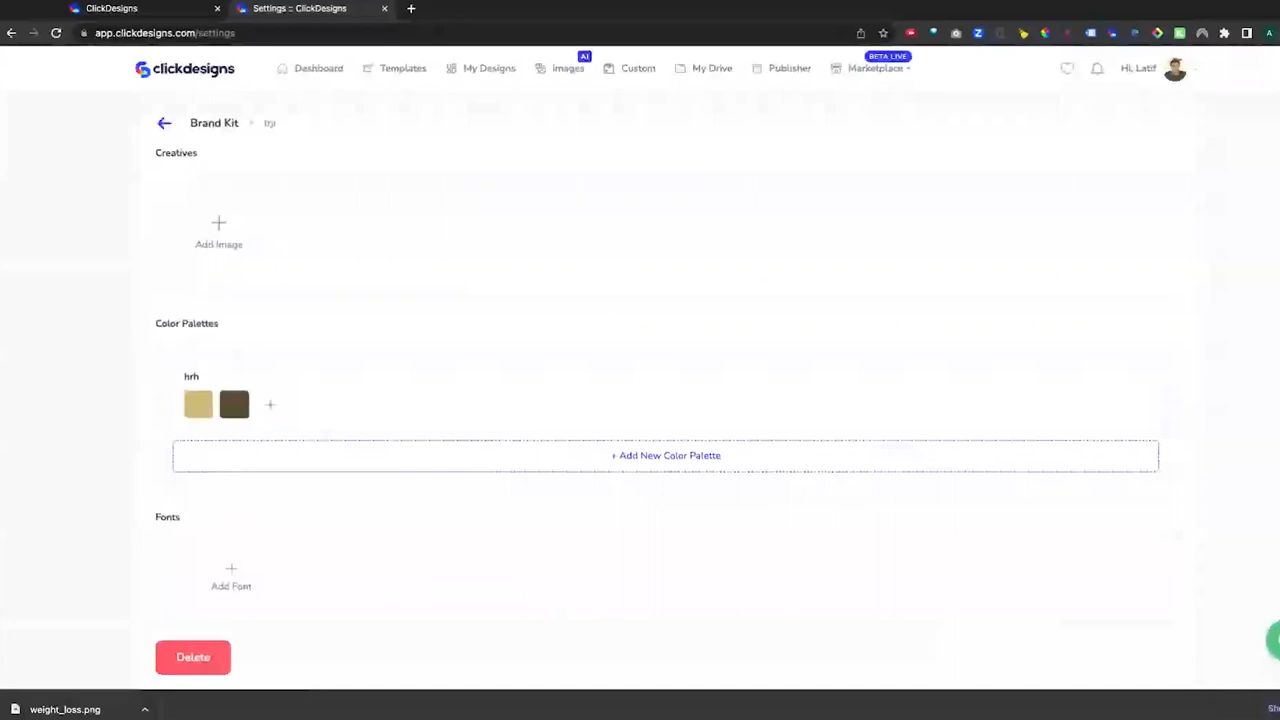 ClickDesigns
Settings :: ClickDesigns
app.clickdesigns.com/settings
clickdesigns
Dashboard
Templates
My Designs
Images
AI
Custom
My Drive
Publisher
Marketplace
BETA LIVE
Hi, Latif
Brand Kit
Creatives
Add Image
Color Palettes
hrh
+ Add New Color Palette
Fonts
Add Font
Delete
weight_loss.png